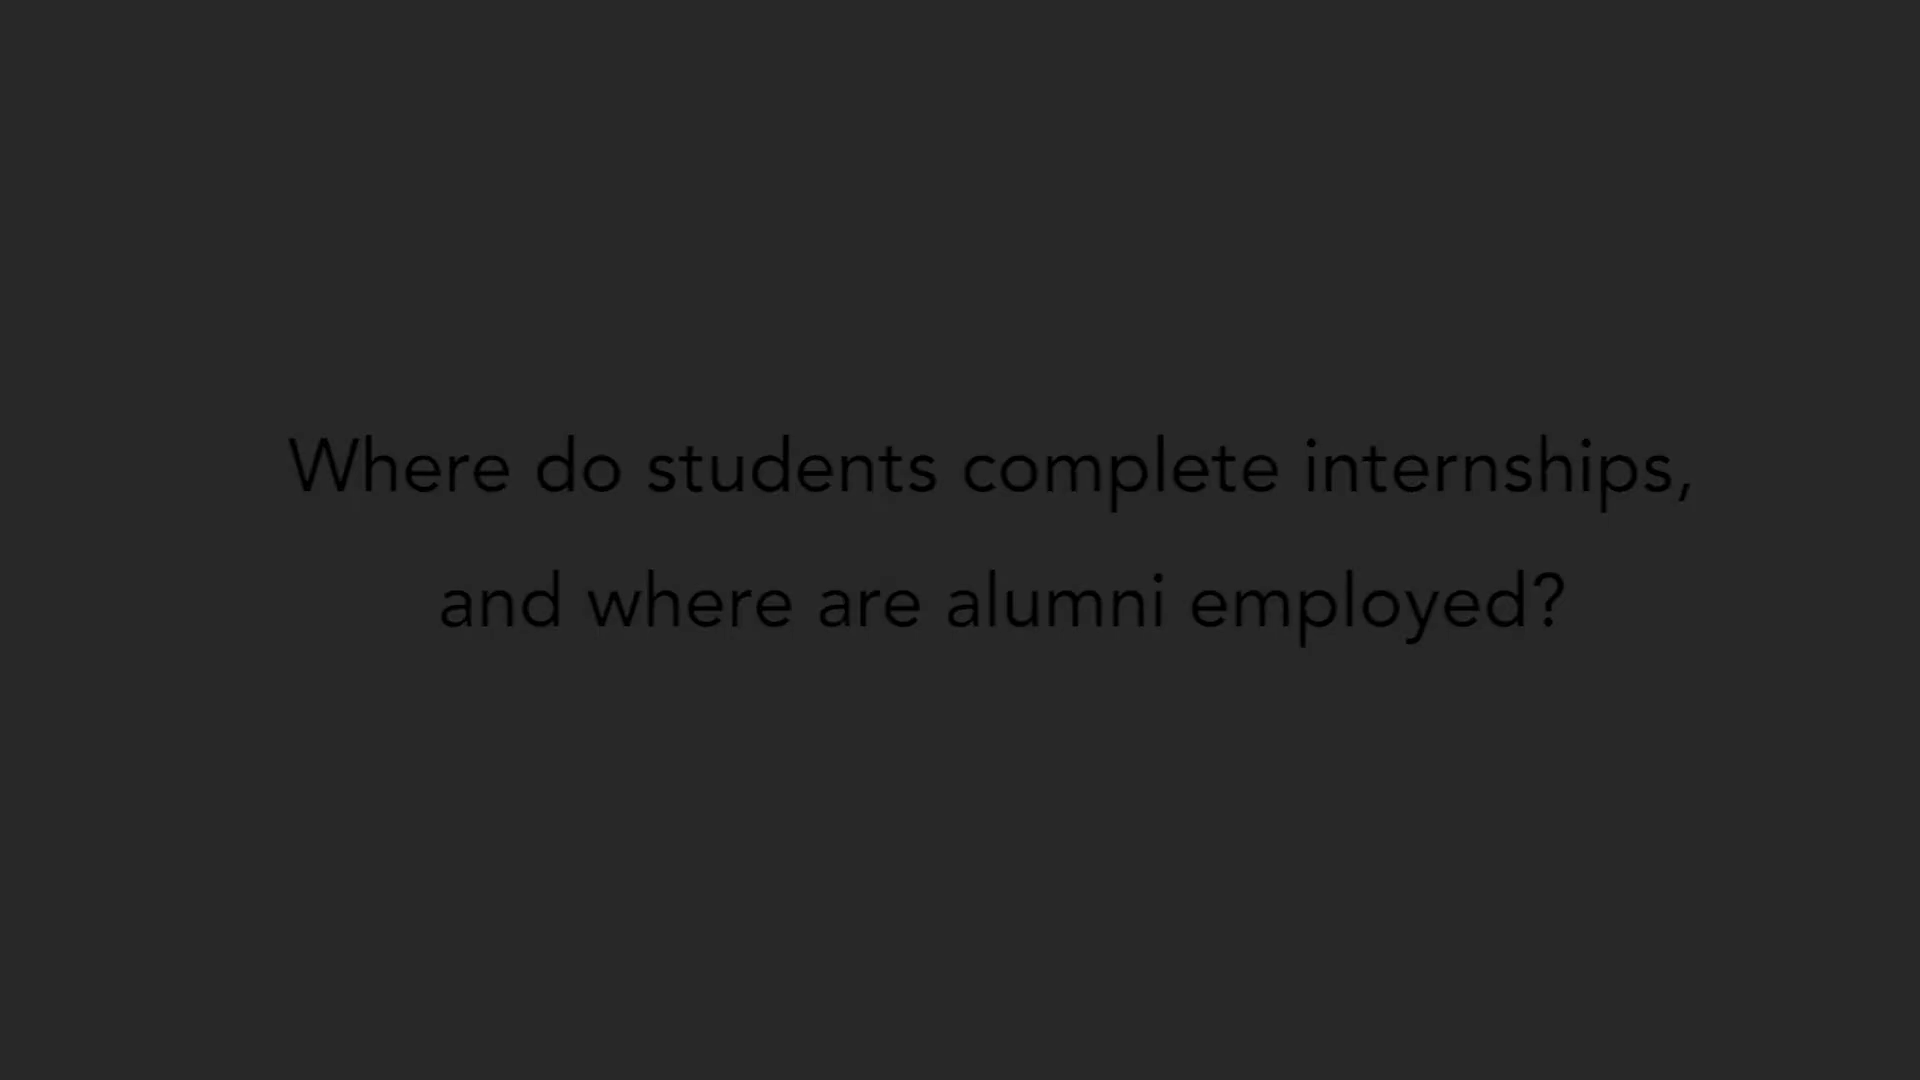 Where do students complete internships,
and where are alumni employed?